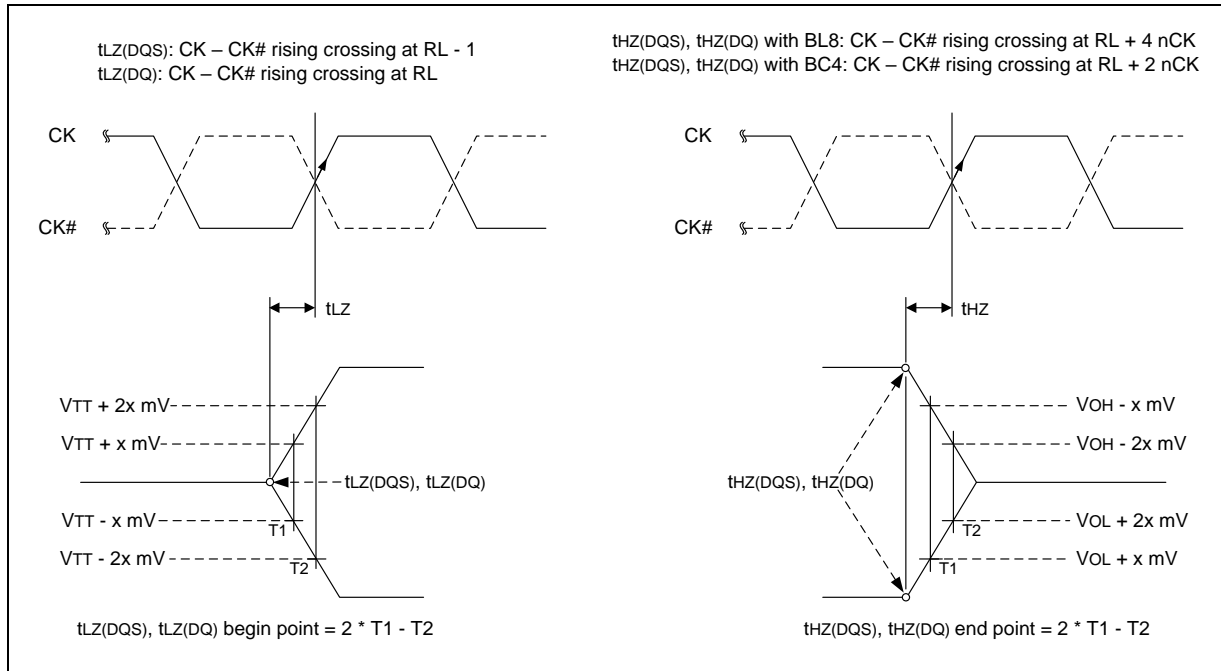 tLZ(DQS): CK – CK# rising crossing at RL - 1
tLZ(DQ): CK – CK# rising crossing at RL
tHZ(DQS), tHZ(DQ) with BL8: CK – CK# rising crossing at RL + 4 nCK
tHZ(DQS), tHZ(DQ) with BC4: CK – CK# rising crossing at RL + 2 nCK
CK
CK#
CK
CK#
tLZ
tHZ
VTT + 2x mV
VTT + x mV
VTT - x mV
VTT - 2x mV
tLZ(DQS), tLZ(DQ)
T1
T2
tHZ(DQS), tHZ(DQ)
VOH - x mV
VOH - 2x mV
VOL + 2x mV
VOL + x mV
T2
T1
tLZ(DQS), tLZ(DQ) begin point = 2 * T1 - T2
tHZ(DQS), tHZ(DQ) end point = 2 * T1 - T2